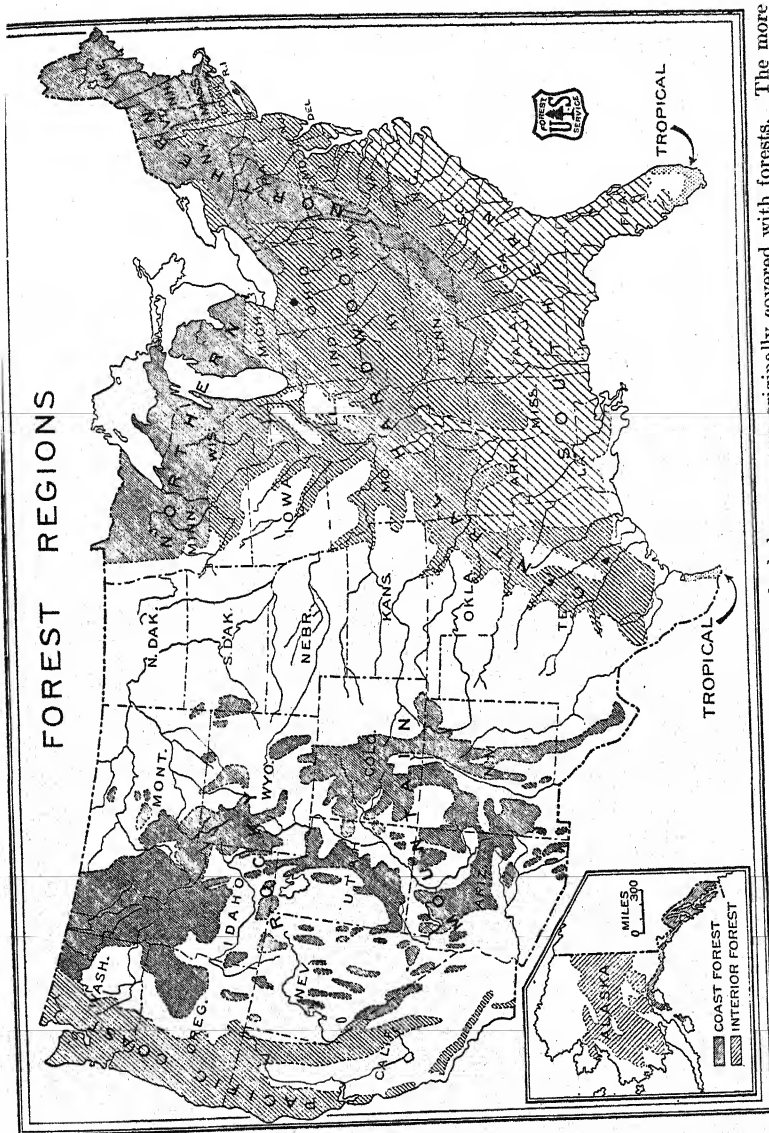 FOREST REGIONS
WASH.
OREG.
CALIF.
IDAHO
NEV.
UTAH
ARIZ.
MONT.
WYO.
COLO.
N.M.
N. DAK.
S. DAK.
NEBR.
KANS.
OKLA.
TEX.
MINN.
IOWA
MO.
ARK.
LA.
WIS.
ILL.
MICH.
IND.
OHIO
KY.
TENN.
MISS.
ALA.
GA.
FLA.
S.C.
N.C.
VA.
W.VA.
MD.
DEL.
PA.
N.J.
N.Y.
CONN.
R.I.
MASS.
VT.
N.H.
ME.
PACIFIC COAST
ROCKY MOUNTAIN
NORTHERN
NORTHERN
CENTRAL HARDWOOD
SOUTHERN
TROPICAL
TROPICAL
FOREST
U S
SERVICE
ALASKA
MILES
0 300
COAST FOREST
INTERIOR FOREST
originally covered with forests. The more